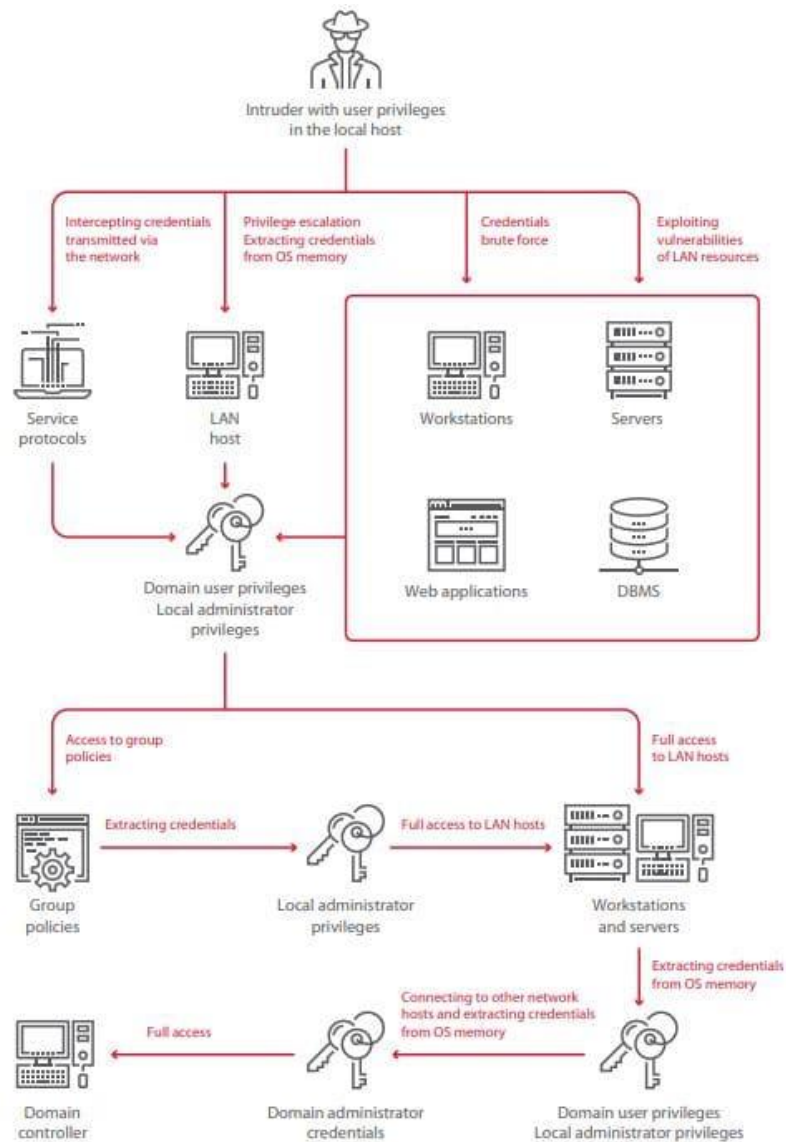 Intruder with user privileges
in the local host
Intercepting credentials
transmitted via
the network
Privilege escalation
Extracting credentials
from OS memory
Credentials
brute force
Exploiting
vulnerabilities
of LAN resources
Service
protocols
LAN
host
Workstations
Servers
Domain user privileges
Local administrator
privileges
Web applications
DBMS
Access to group
policies
Full access
to LAN hosts
Extracting credentials
Full access to LAN hosts
Group
policies
Local administrator
privileges
Workstations
and servers
Extracting credentials
from OS memory
Connecting to other network
hosts and extracting credentials
from OS memory
Full access
Domain
controller
Domain administrator
credentials
Domain user privileges
Local administrator privileges